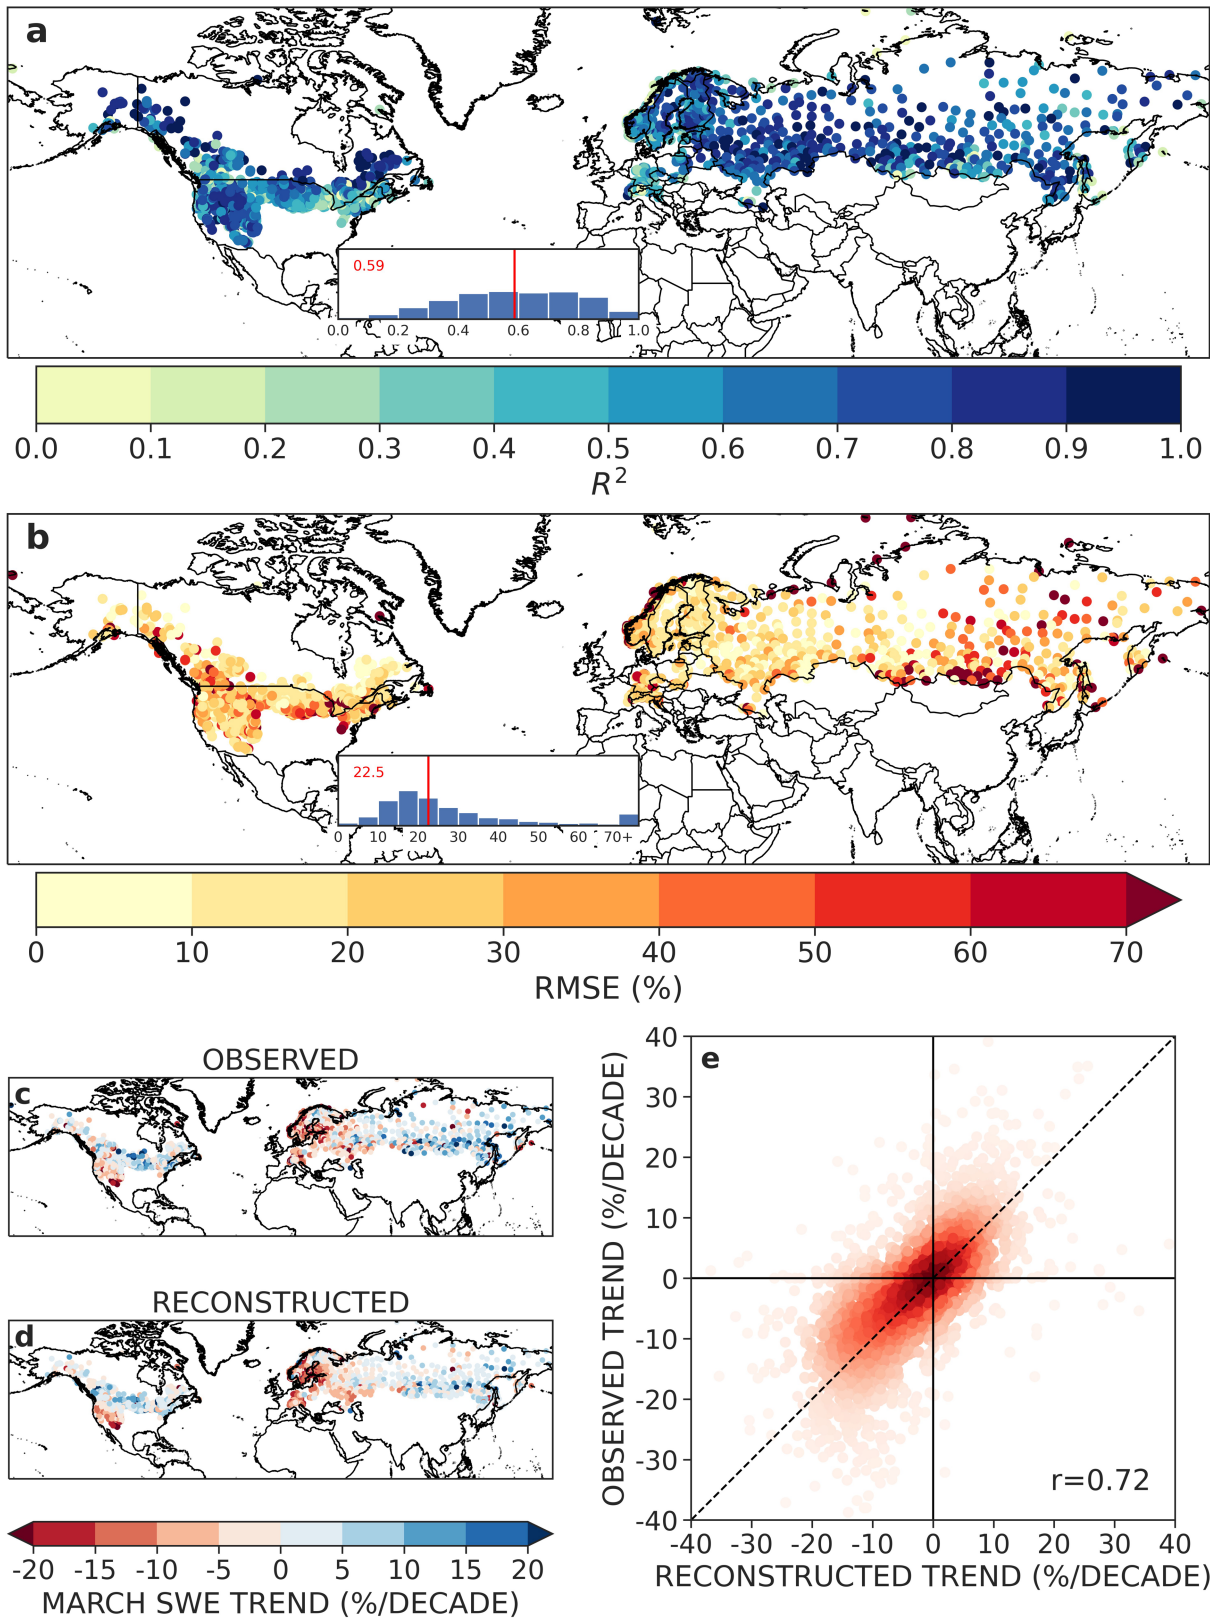 a
0.59
0.0 0.2 0.4 0.6 0.8 1.0
0.0 0.1 0.2 0.3 0.4 0.5 0.6 0.7 0.8 0.9 1.0
R²
b
22.5
0 10 20 30 40 50 60 70+
0 10 20 30 40 50 60 70
RMSE (%)
OBSERVED
c
RECONSTRUCTED
d
-20 -15 -10 -5 0 5 10 15 20
MARCH SWE TREND (%/DECADE)
e
OBSERVED TREND (%/DECADE)
40
30
20
10
0
-10
-20
-30
-40
r=0.72
-40 -30 -20 -10 0 10 20 30 40
RECONSTRUCTED TREND (%/DECADE)